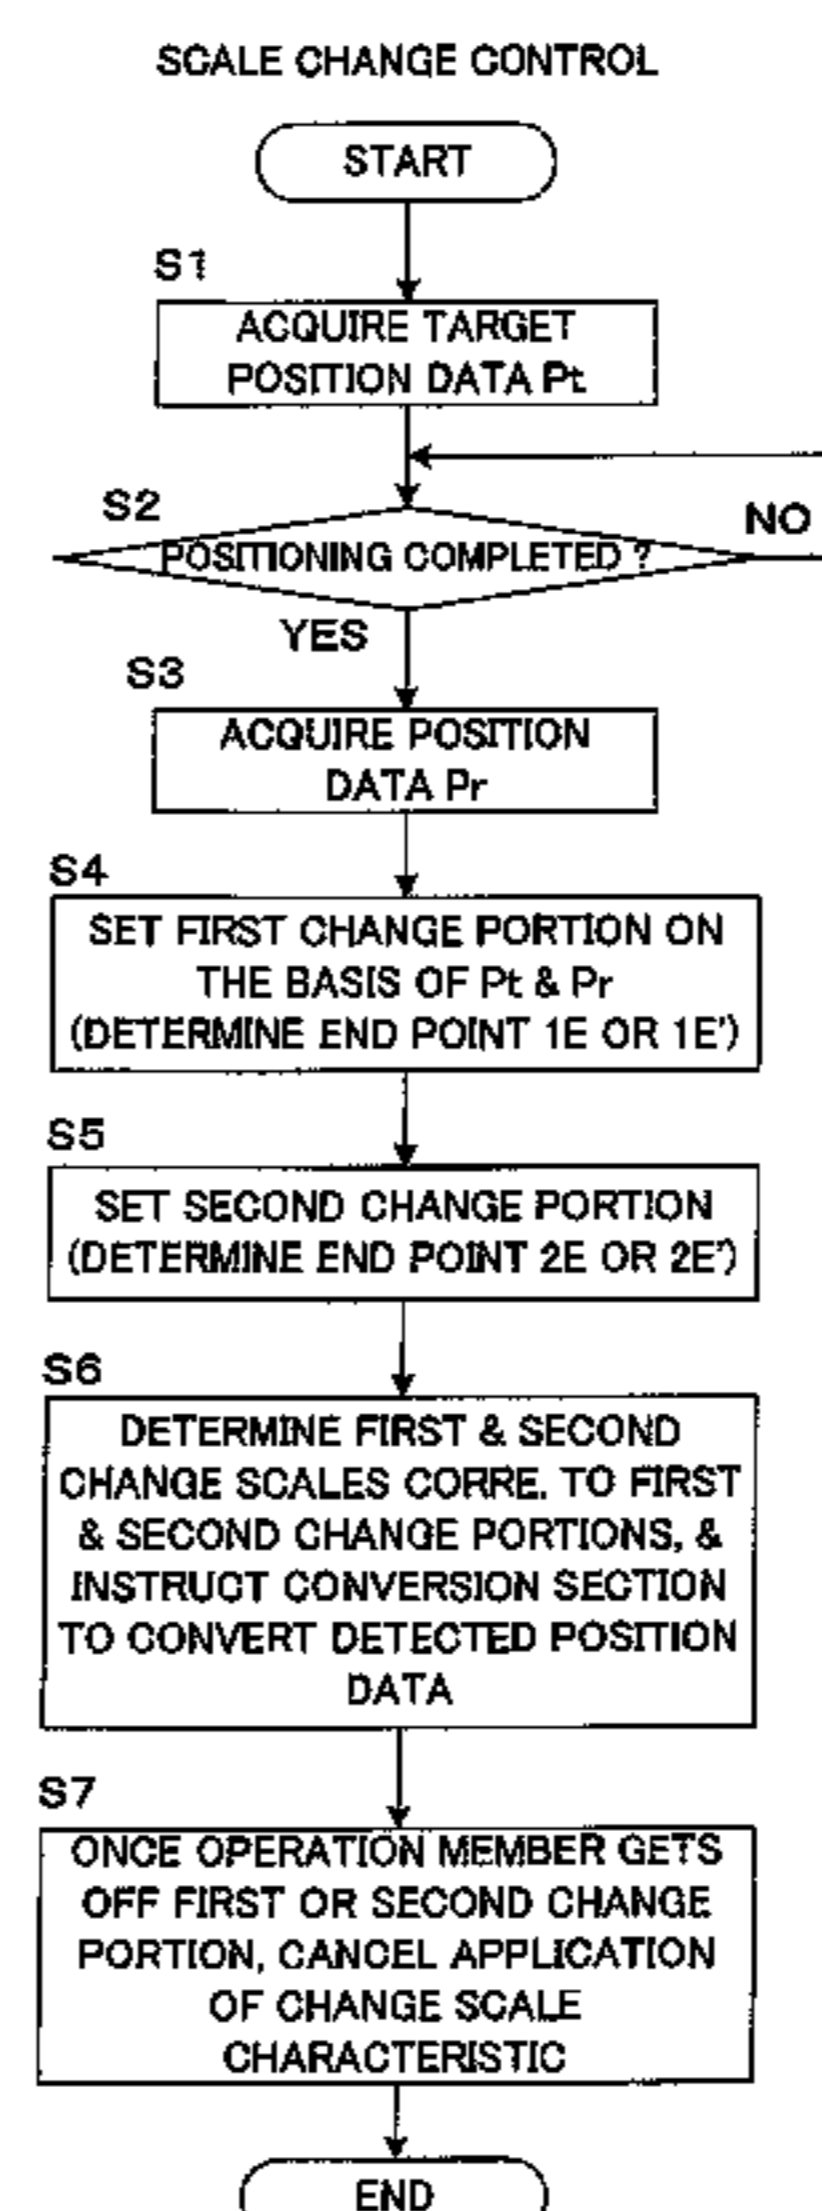 SCALE CHANGE CONTROL
START
S1
ACQUIRE TARGET
POSITION DATA Pt
S2
POSITIONING COMPLETED ?
NO
YES
S3
ACQUIRE POSITION
DATA Pr
S4
SET FIRST CHANGE PORTION ON
THE BASIS OF Pt & Pr
(DETERMINE END POINT 1E OR 1E')
S5
SET SECOND CHANGE PORTION
(DETERMINE END POINT 2E OR 2E')
S6
DETERMINE FIRST & SECOND
CHANGE SCALES CORRE. TO FIRST
& SECOND CHANGE PORTIONS, &
INSTRUCT CONVERSION SECTION
TO CONVERT DETECTED POSITION
DATA
S7
ONCE OPERATION MEMBER GETS
OFF FIRST OR SECOND CHANGE
PORTION, CANCEL APPLICATION
OF CHANGE SCALE
CHARACTERISTIC
END